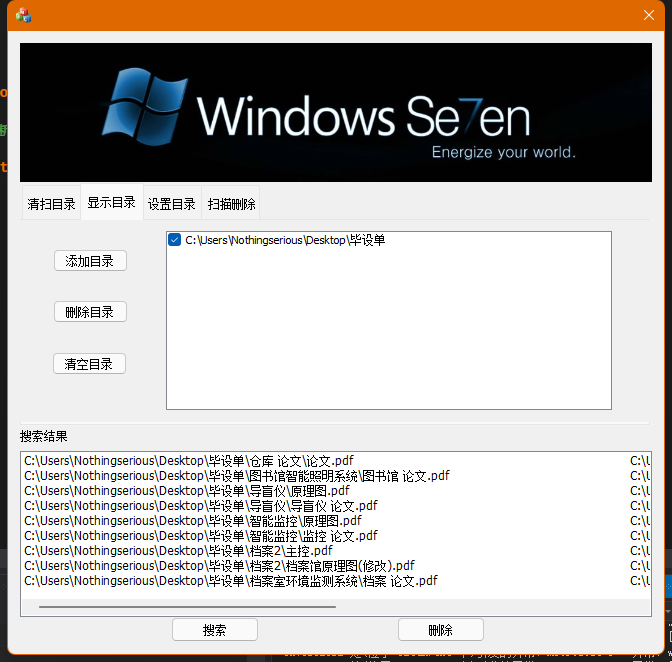 Windows Se7en
Energize your world.
清扫目录 显示目录 设置目录 扫描删除
添加目录
C:\Users\Nothingserious\Desktop\毕设单
删除目录
清空目录
搜索结果
C:\Users\Nothingserious\Desktop\毕设单\仓库 论文\论文.pdf C:\U
C:\Users\Nothingserious\Desktop\毕设单\图书馆智能照明系统\图书馆 论文.pdf C:\U
C:\Users\Nothingserious\Desktop\毕设单\导盲仪\原理图.pdf C:\U
C:\Users\Nothingserious\Desktop\毕设单\导盲仪\导盲仪 论文.pdf C:\U
C:\Users\Nothingserious\Desktop\毕设单\智能监控\原理图.pdf C:\U
C:\Users\Nothingserious\Desktop\毕设单\智能监控\监控 论文.pdf C:\U
C:\Users\Nothingserious\Desktop\毕设单\档案2\主控.pdf C:\U
C:\Users\Nothingserious\Desktop\毕设单\档案2\档案馆原理图(修改).pdf C:\U
C:\Users\Nothingserious\Desktop\毕设单\档案室环境监测系统\档案 论文.pdf C:\U
搜索 删除